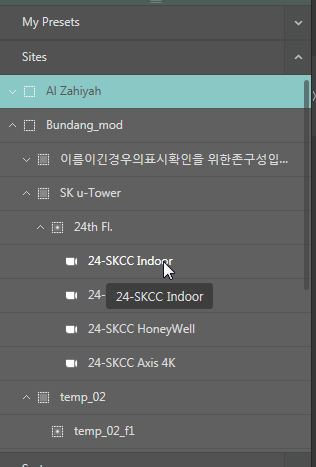 My Presets
Sites
Al Zahiyah
Bundang_mod
이름이긴경우의표시확인을 위한존구성입...
SK u-Tower
24th Fl.
24-SKCC Indoor
24-
24-SKCC Indoor
24-SKCC HoneyWell
24-SKCC Axis 4K
temp_02
temp_02_f1